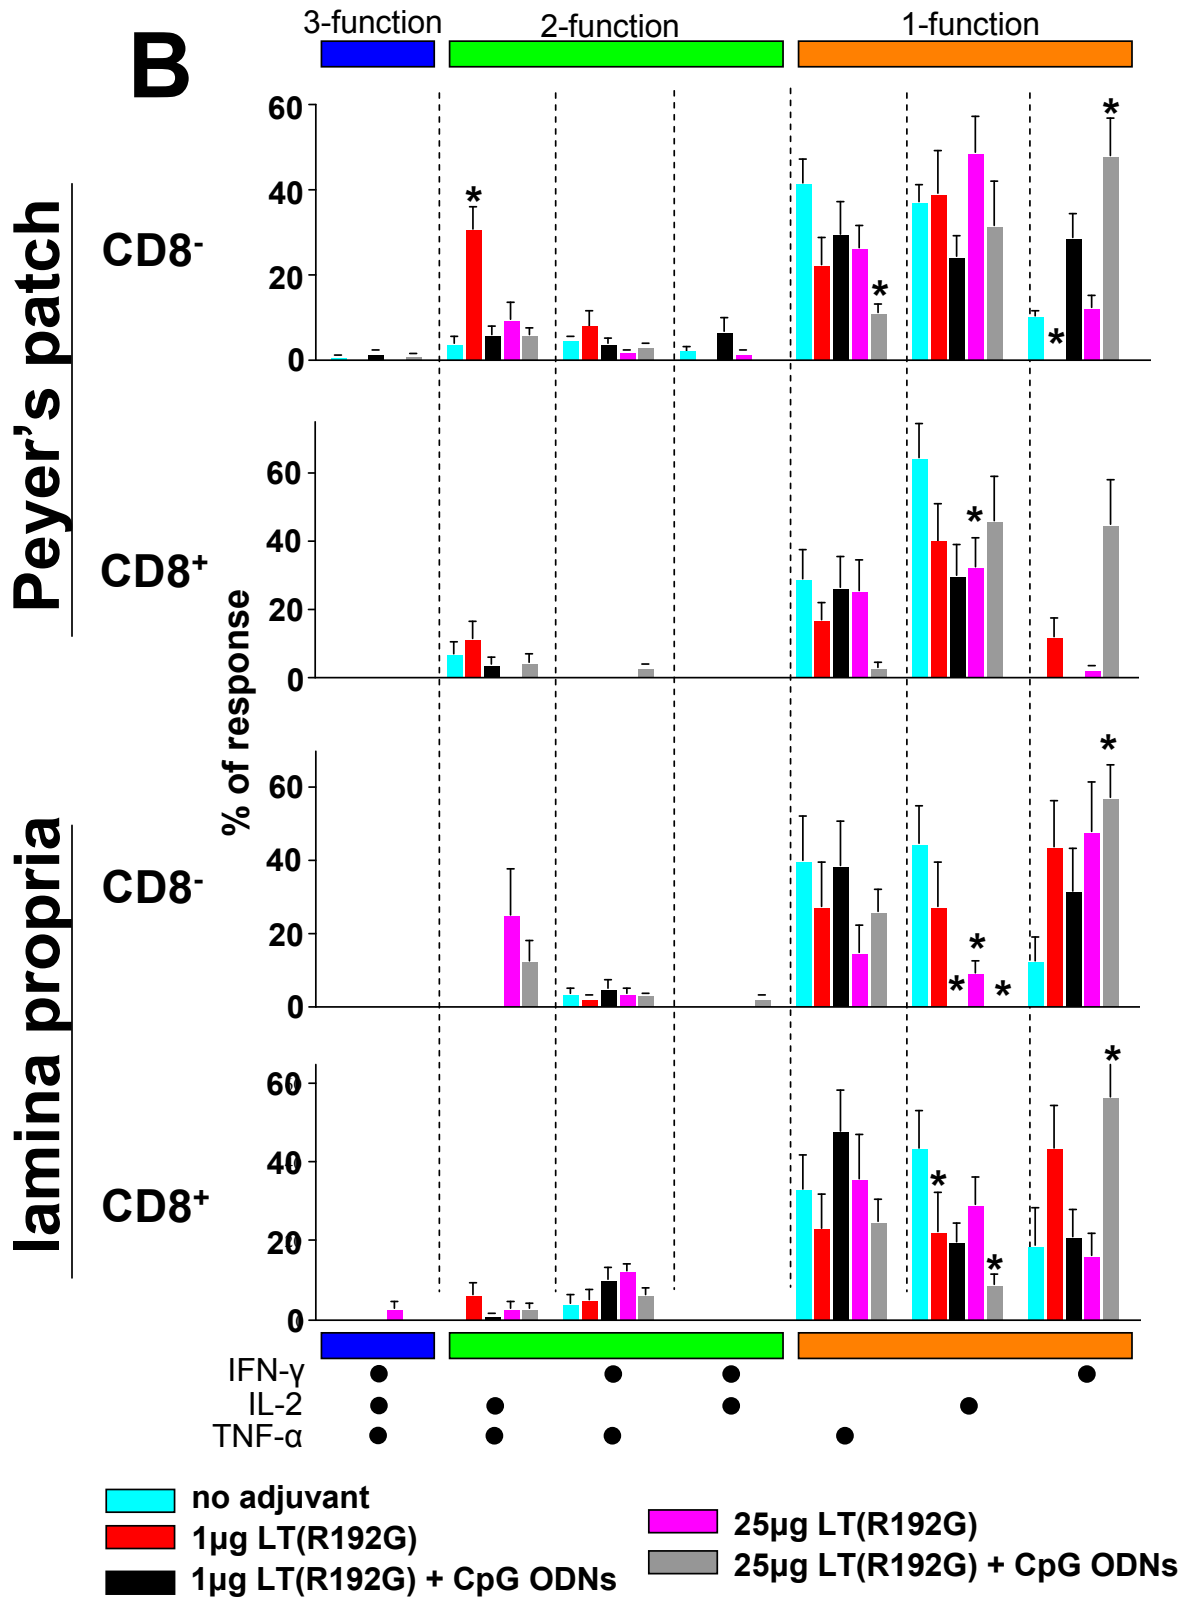 B
3-function 2-function 1-function
Peyer's patch
CD8-
60
*
40
*
20
*
*
0
CD8+
60
*
40
20
0
% of response
lamina propria
CD8-
60
*
40
20
*
*
*
0
CD8+
60
*
40
*
20
*
0
IFN-γ
IL-2
TNF-α
no adjuvant
1µg LT(R192G)
1µg LT(R192G) + CpG ODNs
25µg LT(R192G)
25µg LT(R192G) + CpG ODNs